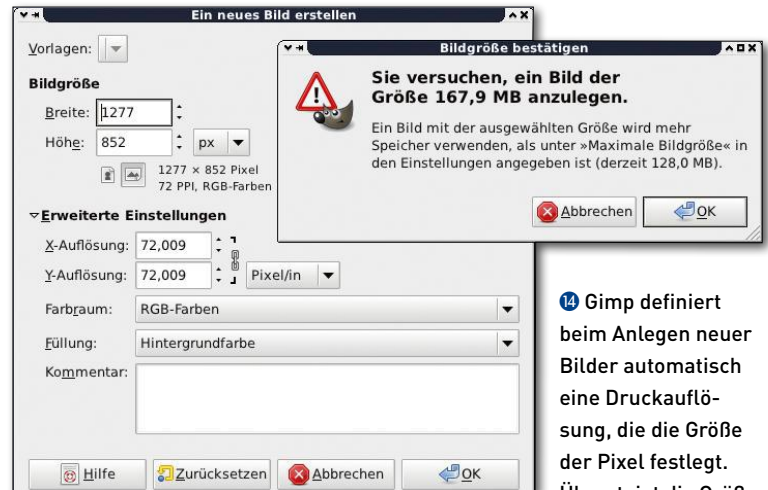 Ein neues Bild erstellen
Vorlagen:
Bildgröße
Breite: 1277
Höhe: 852 px
1277 × 852 Pixel
72 PPI, RGB-Farben
Erweiterte Einstellungen
X-Auflösung: 72,009
Y-Auflösung: 72,009 Pixel/in
Farbraum: RGB-Farben
Füllung: Hintergrundfarbe
Kommentar:
Hilfe Zurücksetzen Abbrechen OK
Bildgröße bestätigen
Sie versuchen, ein Bild der
Größe 167,9 MB anzulegen.
Ein Bild mit der ausgewählten Größe wird mehr
Speicher verwenden, als unter »Maximale Bildgröße« in
den Einstellungen angegeben ist (derzeit 128,0 MB).
Abbrechen OK
14 Gimp definiert
beim Anlegen neuer
Bilder automatisch
eine Druckauflö-
sung, die die Größe
der Pixel festlegt.